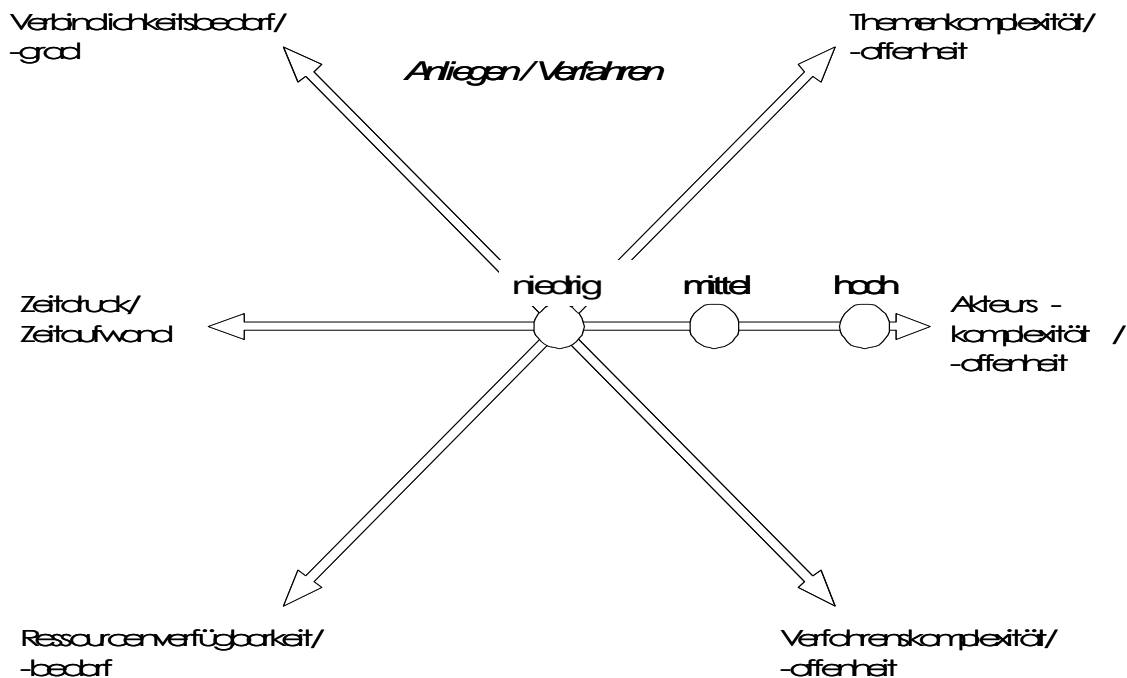 Verbindlichkeitsbedarf/
-grad
Anliegen / Verfahren
Themenkomplexität/
-offenheit
niedrig
mittel
hoch
Zeitdruck/
Zeitaufwand
Akteurs -
komplexität /
-offenheit
Ressourcenverfügbarkeit/
-bedarf
Verfahrenskomplexität/
-offenheit